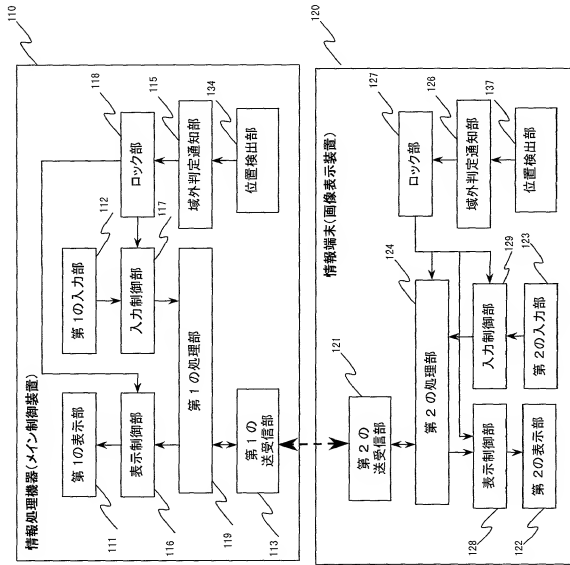 110
情報処理機器(メイン制御装置)
第1の表示部
111
表示制御部
116
第1の処理部
119
第1の
送受信部
113
第1の入力部
112
入力制御部
117
ロック部
118
域外判定通知部
115
位置検出部
134
120
情報端末(画像表示装置)
第2の
送受信部
121
第2の処理部
124
表示制御部
128
第2の表示部
122
入力制御部
129
第2の入力部
123
ロック部
127
域外判定通知部
126
位置検出部
137